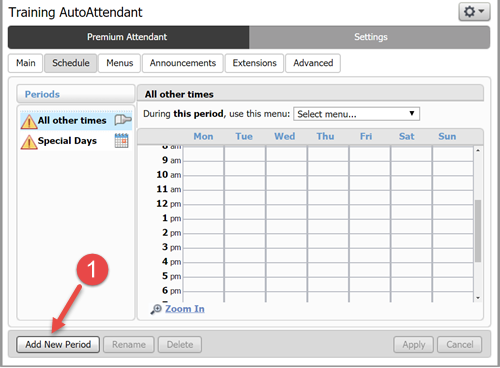 Training AutoAttendant
Premium Attendant Settings
Main Schedule Menus Announcements Extensions Advanced
Periods
All other times
Special Days
All other times
During this period, use this menu: Select menu...
Mon Tue Wed Thu Fri Sat Sun
8 am
9 am
10 am
11 am
12 pm
1 pm
2 pm
3 pm
4 pm
5 pm
6 pm
Zoom In
1
Add New Period Rename Delete Apply Cancel